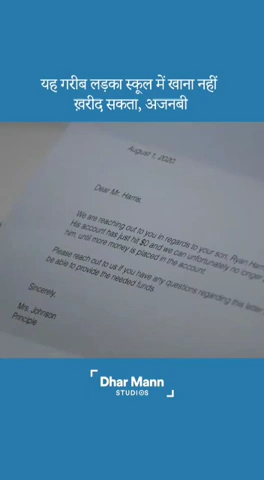 यह गरीब लड़का स्कूल में खाना नहीं
ख़रीद सकता, अजनबी
August 1, 2020
Dear Mr. Harris,
We are reaching out to you in regards to your son, Ryan Harr
His account has just hit $0 and we can unfortunately no longer
him, until more money is placed in the account.
Please reach out to us if you have any questions regarding this letter
be able to provide the needed funds.
Sincerely,
Mrs. Johnson
Principle
Dhar Mann
STUDIOS